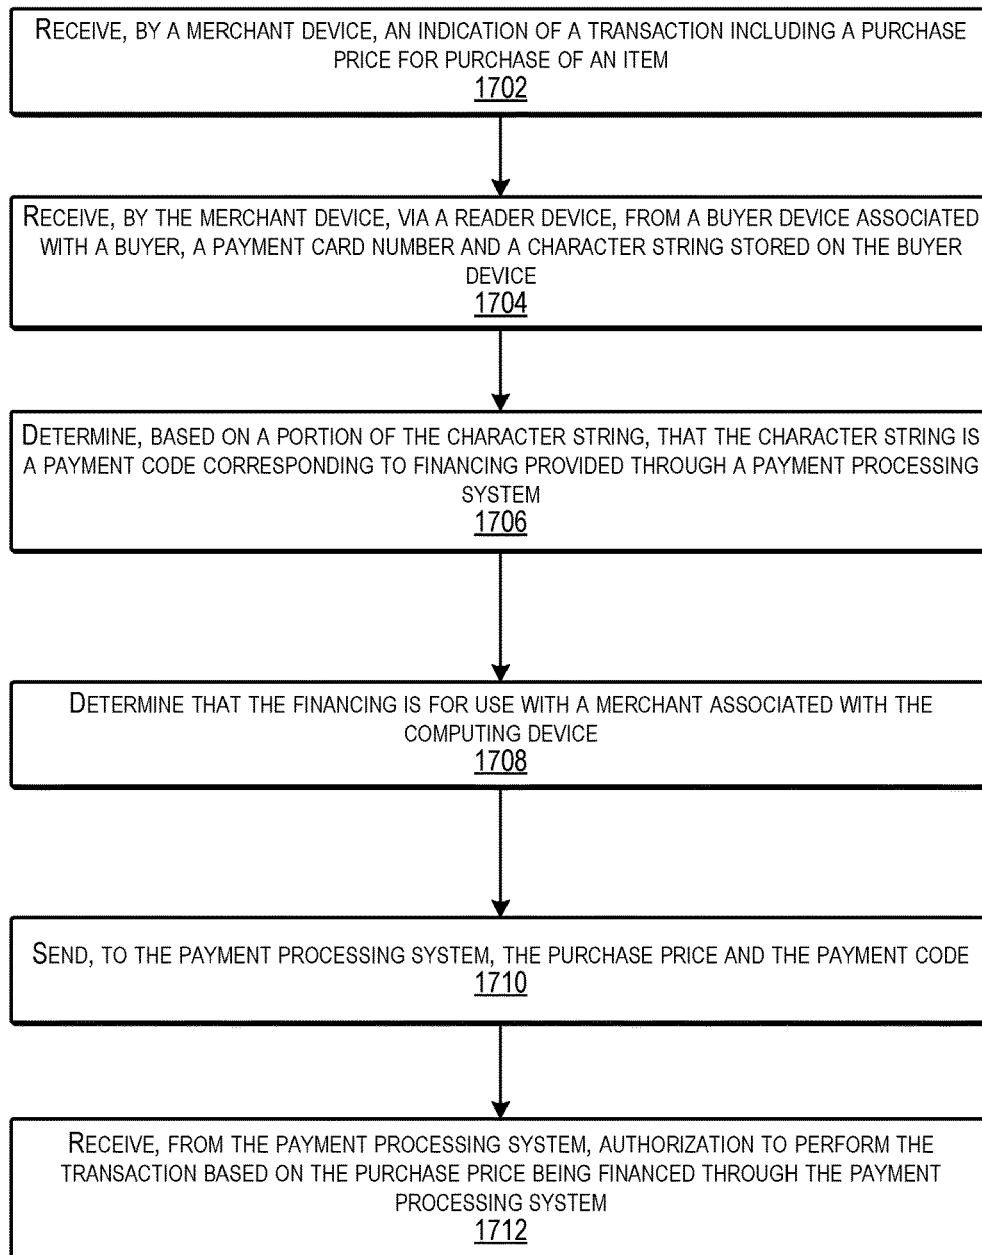 RECEIVE, BY A MERCHANT DEVICE, AN INDICATION OF A TRANSACTION INCLUDING A PURCHASE
PRICE FOR PURCHASE OF AN ITEM
1702
RECEIVE, BY THE MERCHANT DEVICE, VIA A READER DEVICE, FROM A BUYER DEVICE ASSOCIATED
WITH A BUYER, A PAYMENT CARD NUMBER AND A CHARACTER STRING STORED ON THE BUYER
DEVICE
1704
DETERMINE, BASED ON A PORTION OF THE CHARACTER STRING, THAT THE CHARACTER STRING IS
A PAYMENT CODE CORRESPONDING TO FINANCING PROVIDED THROUGH A PAYMENT PROCESSING
SYSTEM
1706
DETERMINE THAT THE FINANCING IS FOR USE WITH A MERCHANT ASSOCIATED WITH THE
COMPUTING DEVICE
1708
SEND, TO THE PAYMENT PROCESSING SYSTEM, THE PURCHASE PRICE AND THE PAYMENT CODE
1710
RECEIVE, FROM THE PAYMENT PROCESSING SYSTEM, AUTHORIZATION TO PERFORM THE
TRANSACTION BASED ON THE PURCHASE PRICE BEING FINANCED THROUGH THE PAYMENT
PROCESSING SYSTEM
1712